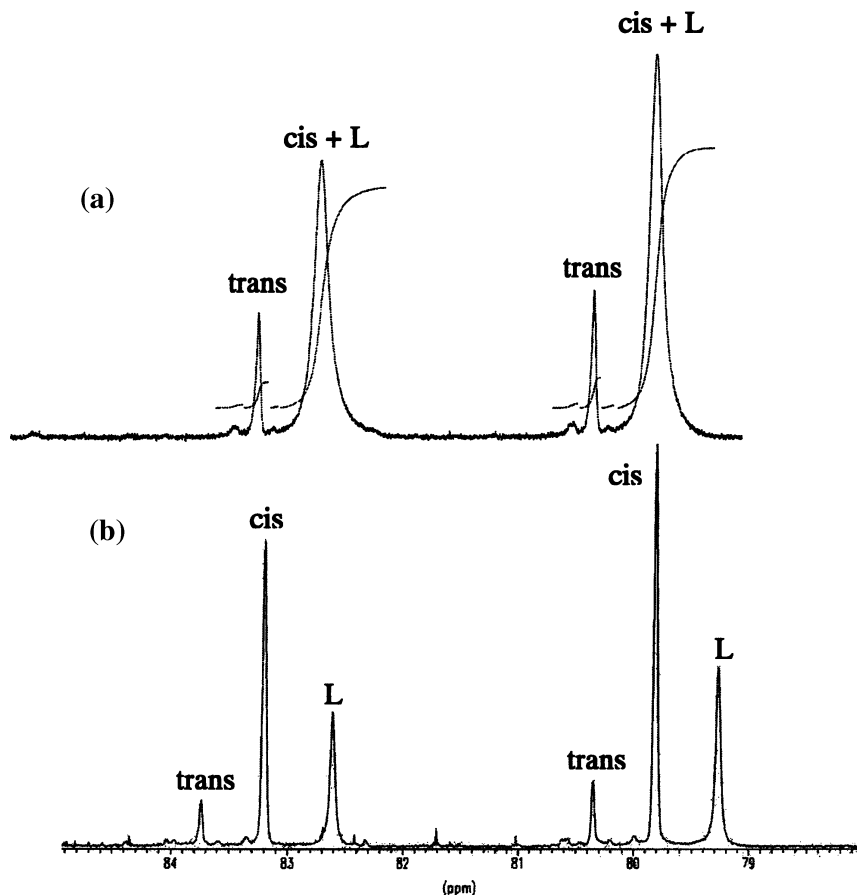 cis + L
cis + L
(a)
trans
trans
cis
(b)
cis
L
L
trans
trans
84 83 82 81 80 79
(ppm)